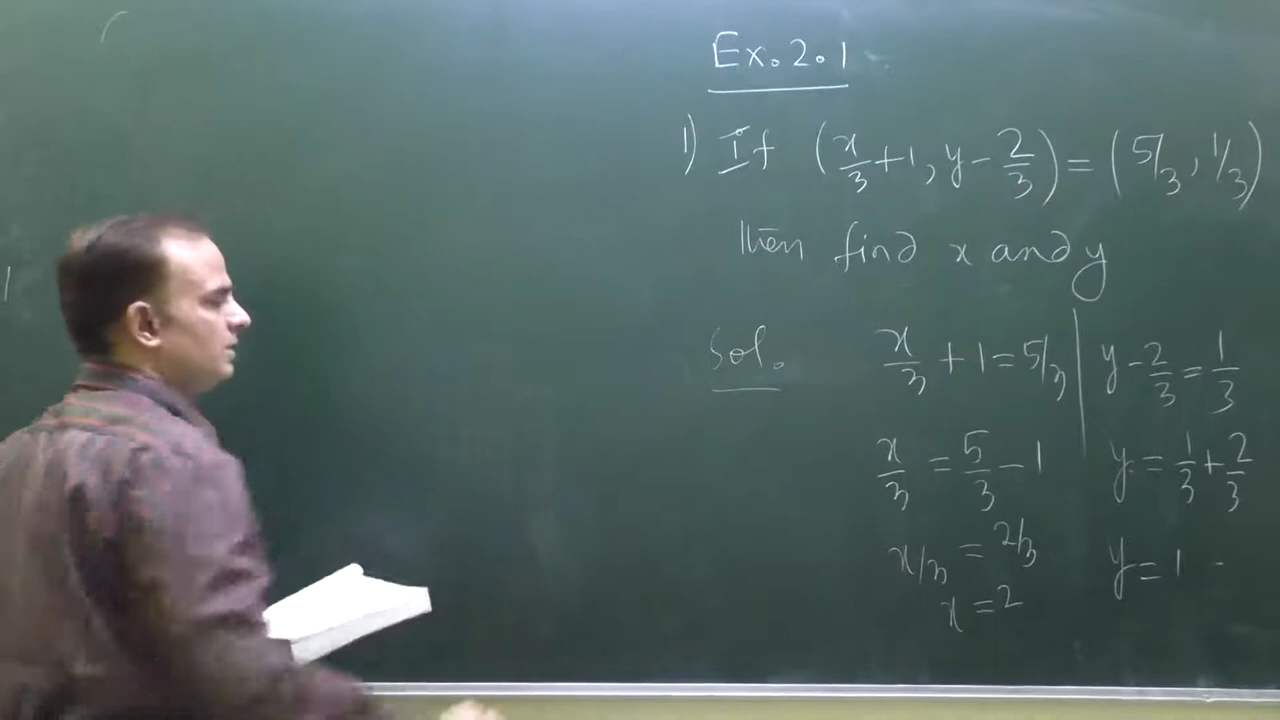 Ex. 2.1
1) If (x/3 + 1, y - 2/3) = (5/3, 1/3)
then find x and y
Sol.
x/3 + 1 = 5/3 | y - 2/3 = 1/3
x/3 = 5/3 - 1 y = 1/3 + 2/3
x/3 = 2/3 y = 1
x = 2